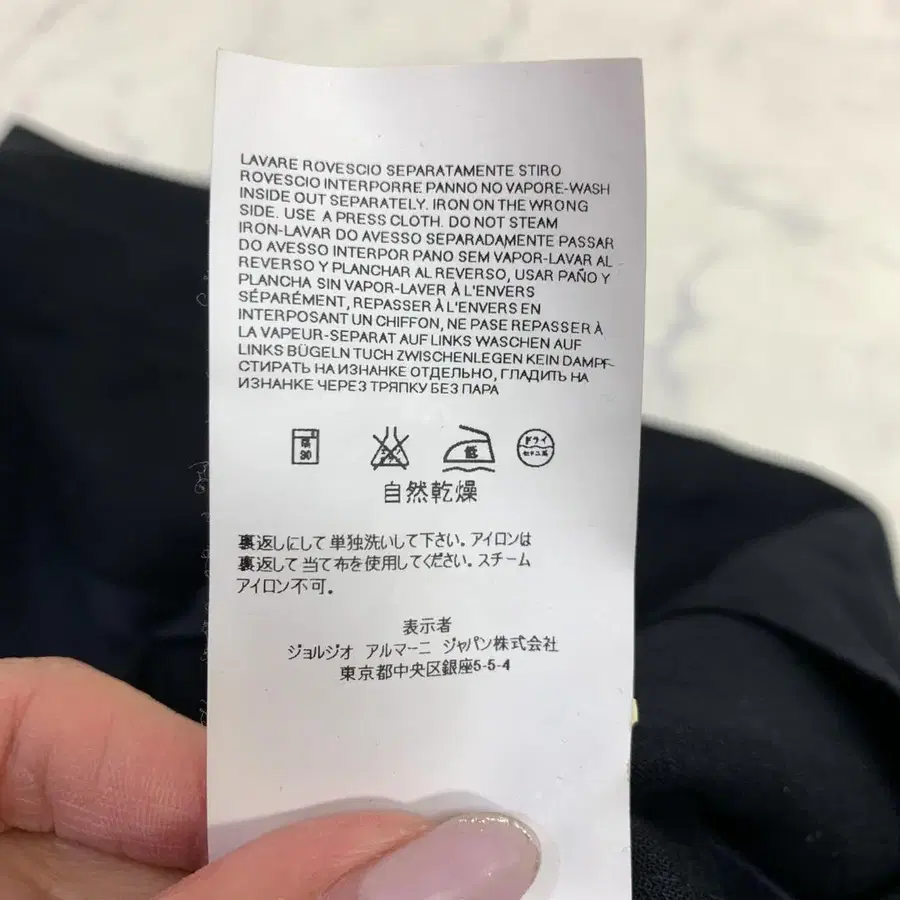 LAVARE ROVESCIO SEPARATAMENTE STIRO
ROVESCIO INTERPORRE PANNO NO VAPORE-WASH
INSIDE OUT SEPARATELY. IRON ON THE WRONG
SIDE. USE A PRESS CLOTH. DO NOT STEAM
IRON-LAVAR DO AVESSO SEPARADAMENTE PASSAR
DO AVESSO INTERPOR PANO SEM VAPOR-LAVAR AL
REVERSO Y PLANCHAR AL REVERSO, USAR PAÑO Y
PLANCHA SIN VAPOR-LAVER À L'ENVERS
SÉPARÉMENT, REPASSER À L'ENVERS EN
INTERPOSANT UN CHIFFON, NE PASE REPASSER À
LA VAPEUR-SEPARAT AUF LINKS WASCHEN AUF
LINKS BÜGELN TUCH ZWISCHENLEGEN KEIN DAMPF-
СТИРАТЬ НА ИЗНАНКЕ ОТДЕЛЬНО, ГЛАДИТЬ НА
ИЗНАНКЕ ЧЕРЕЗ ТРЯПКУ БЕЗ ПАРА
30 低 ドライ
自然乾燥
裏返しにして単独洗いして下さい。アイロンは
裏返して当て布を使用してください。スチーム
アイロン不可。
表示者
ジョルジオ アルマーニ ジャパン株式会社
東京都中央区銀座5-5-4